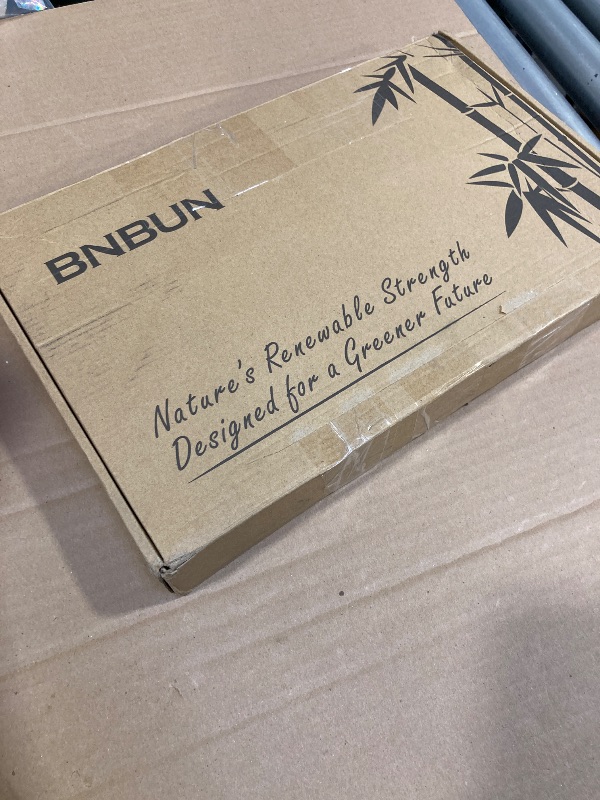 BNBUN
Nature's Renewable Strength
Designed for a Greener Future